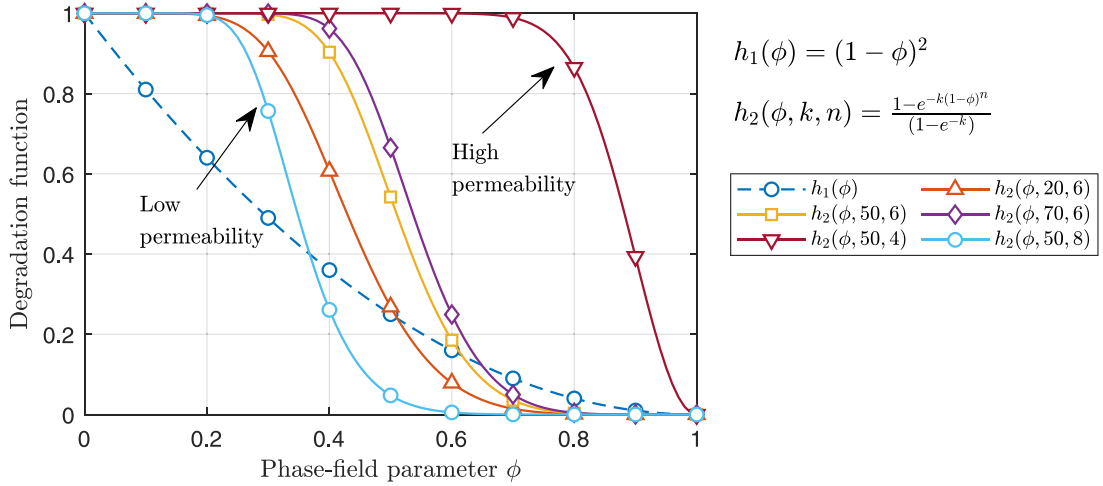 1
0.8
0.6
0.4
0.2
0
Degradation function
0 0.2 0.4 0.6 0.8 1
Phase-field parameter ϕ
Low
permeability
High
permeability
h₁(ϕ) = (1 − ϕ)²
h₂(ϕ, k, n) = \frac{1−e^{−k(1−ϕ)^n}}{(1−e^{−k})}
h₁(ϕ) h₂(ϕ, 20, 6)
h₂(ϕ, 50, 6) h₂(ϕ, 70, 6)
h₂(ϕ, 50, 4) h₂(ϕ, 50, 8)